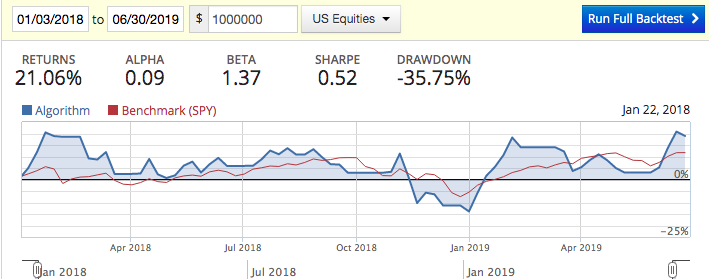 01/03/2018 to 06/30/2019 $ 1000000 US Equities Run Full Backtest
RETURNS ALPHA BETA SHARPE DRAWDOWN
21.06% 0.09 1.37 0.52 -35.75%
Algorithm Benchmark (SPY) Jan 22, 2018
0%
-25%
Apr 2018 Jul 2018 Oct 2018 Jan 2019 Apr 2019
Jan 2018 Jul 2018 Jan 2019